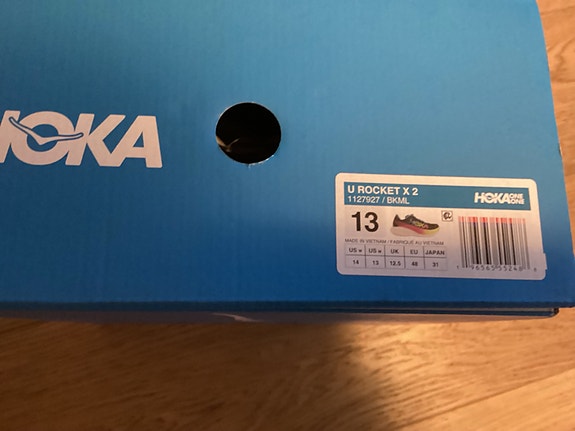 HOKA
U ROCKET X 2
1127927 / BKML
HOKA ONE ONE
13
MADE IN VIETNAM / FABRIQUÉ AU VIETNAM
US W US M UK EU JAPAN
14 13 12.5 48 31